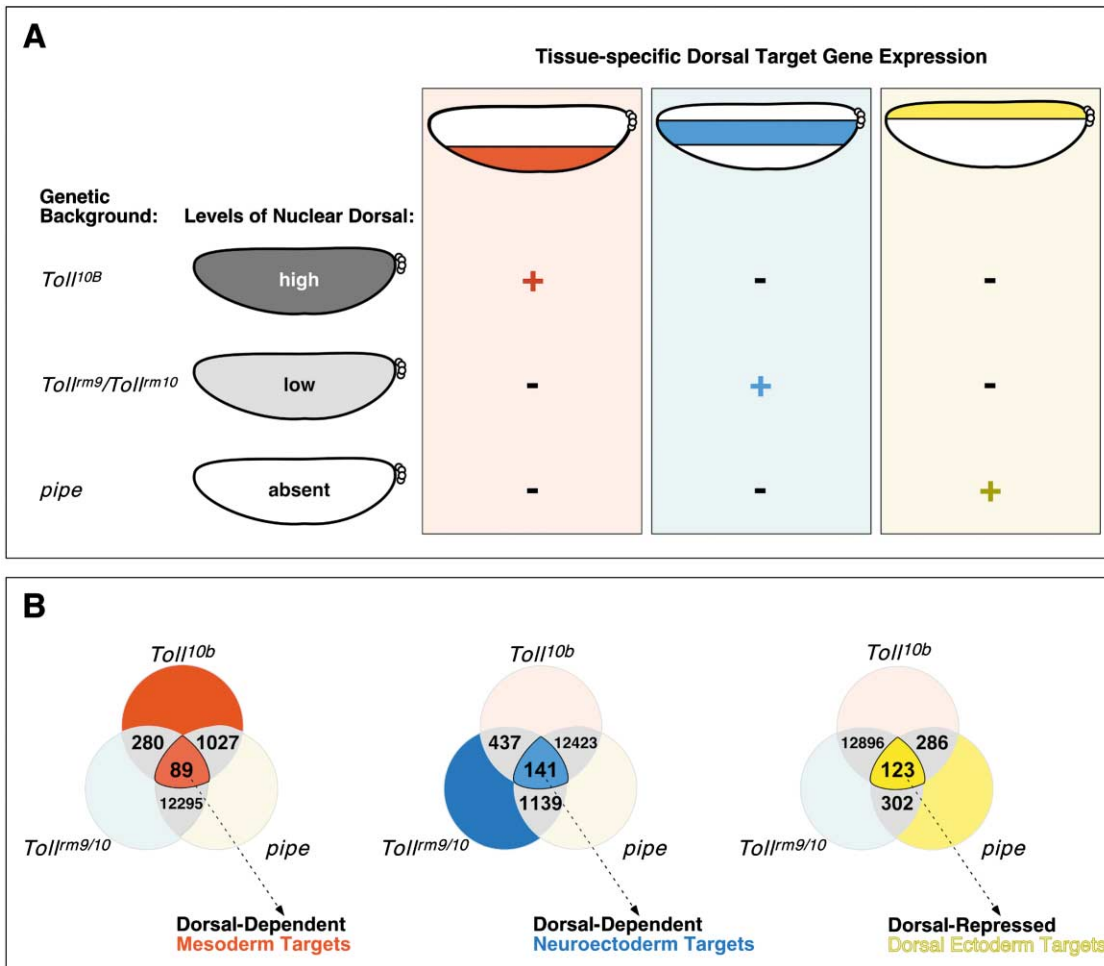 A
Tissue-specific Dorsal Target Gene Expression
Genetic
Background:
Levels of Nuclear Dorsal:
Toll10B
high
+
-
-
Tollrm9/Tollrm10
low
-
+
-
pipe
absent
-
-
+
B
Toll10b
280
1027
89
12295
Tollrm9/10
pipe
Dorsal-Dependent
Mesoderm Targets
Toll10b
437
12423
141
1139
Tollrm9/10
pipe
Dorsal-Dependent
Neuroectoderm Targets
Toll10b
12896
286
123
302
Tollrm9/10
pipe
Dorsal-Repressed
Dorsal Ectoderm Targets